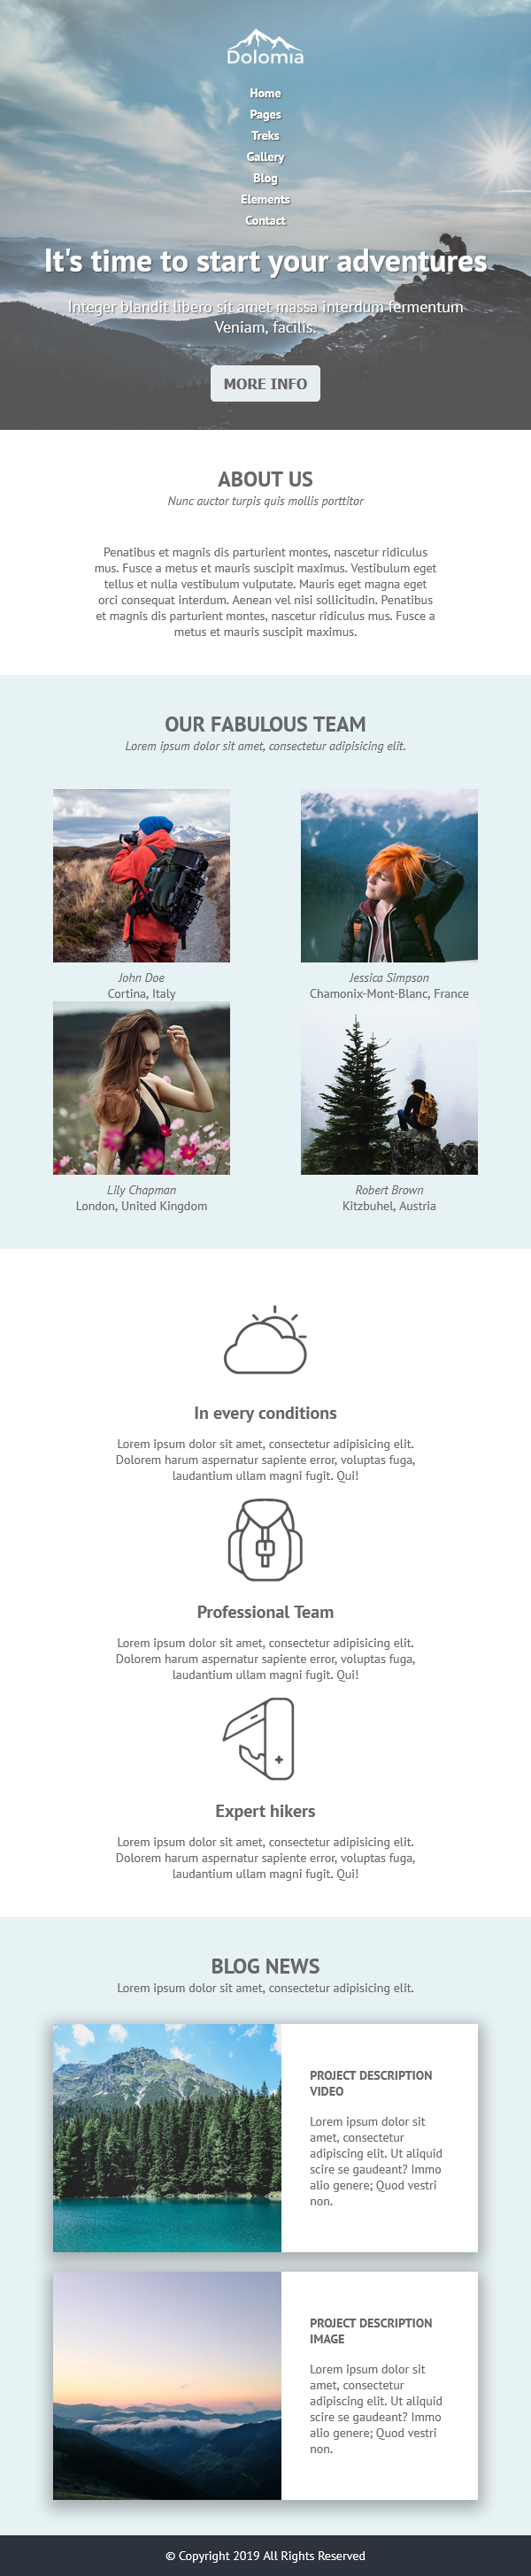 Dolomia
Home
Pages
Treks
Gallery
Blog
Elements
Contact
It's time to start your adventures
Integer blandit libero sit amet massa interdum fermentum
Veniam, facilis.
MORE INFO
ABOUT US
Nunc auctor turpis quis mollis porttitor
Penatibus et magnis dis parturient montes, nascetur ridiculus
mus. Fusce a metus et mauris suscipit maximus. Vestibulum eget
tellus et nulla vestibulum vulputate. Mauris eget magna eget
orci consequat interdum. Aenean vel nisi sollicitudin. Penatibus
et magnis dis parturient montes, nascetur ridiculus mus. Fusce a
metus et mauris suscipit maximus.
OUR FABULOUS TEAM
Lorem ipsum dolor sit amet, consectetur adipisicing elit.
John Doe
Cortina, Italy
Jessica Simpson
Chamonix-Mont-Blanc, France
Lily Chapman
London, United Kingdom
Robert Brown
Kitzbuhel, Austria
In every conditions
Lorem ipsum dolor sit amet, consectetur adipisicing elit.
Dolorem harum aspernatur sapiente error, voluptas fuga,
laudantium ullam magni fugit. Qui!
Professional Team
Lorem ipsum dolor sit amet, consectetur adipisicing elit.
Dolorem harum aspernatur sapiente error, voluptas fuga,
laudantium ullam magni fugit. Qui!
Expert hikers
Lorem ipsum dolor sit amet, consectetur adipisicing elit.
Dolorem harum aspernatur sapiente error, voluptas fuga,
laudantium ullam magni fugit. Qui!
BLOG NEWS
Lorem ipsum dolor sit amet, consectetur adipisicing elit.
PROJECT DESCRIPTION
VIDEO
Lorem ipsum dolor sit
amet, consectetur
adipiscing elit. Ut aliquid
scire se gaudeant? Immo
alio genere; Quod vestri
non.
PROJECT DESCRIPTION
IMAGE
Lorem ipsum dolor sit
amet, consectetur
adipiscing elit. Ut aliquid
scire se gaudeant? Immo
alio genere; Quod vestri
non.
© Copyright 2019 All Rights Reserved